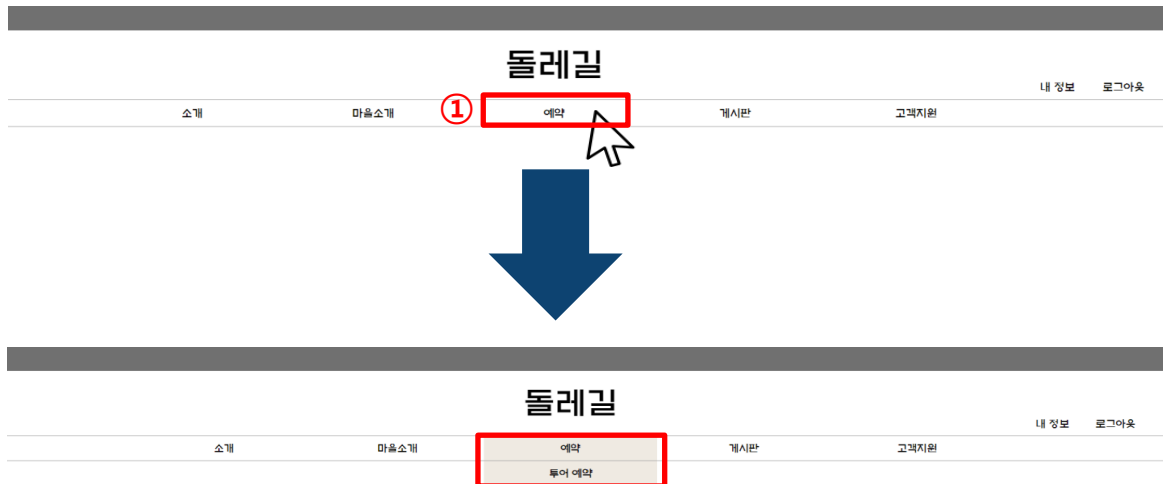 돌레길
내 정보 로그아웃
소개 마을소개 ① 예약 게시판 고객지원
돌레길
내 정보 로그아웃
소개 마을소개 예약 게시판 고객지원
투어 예약